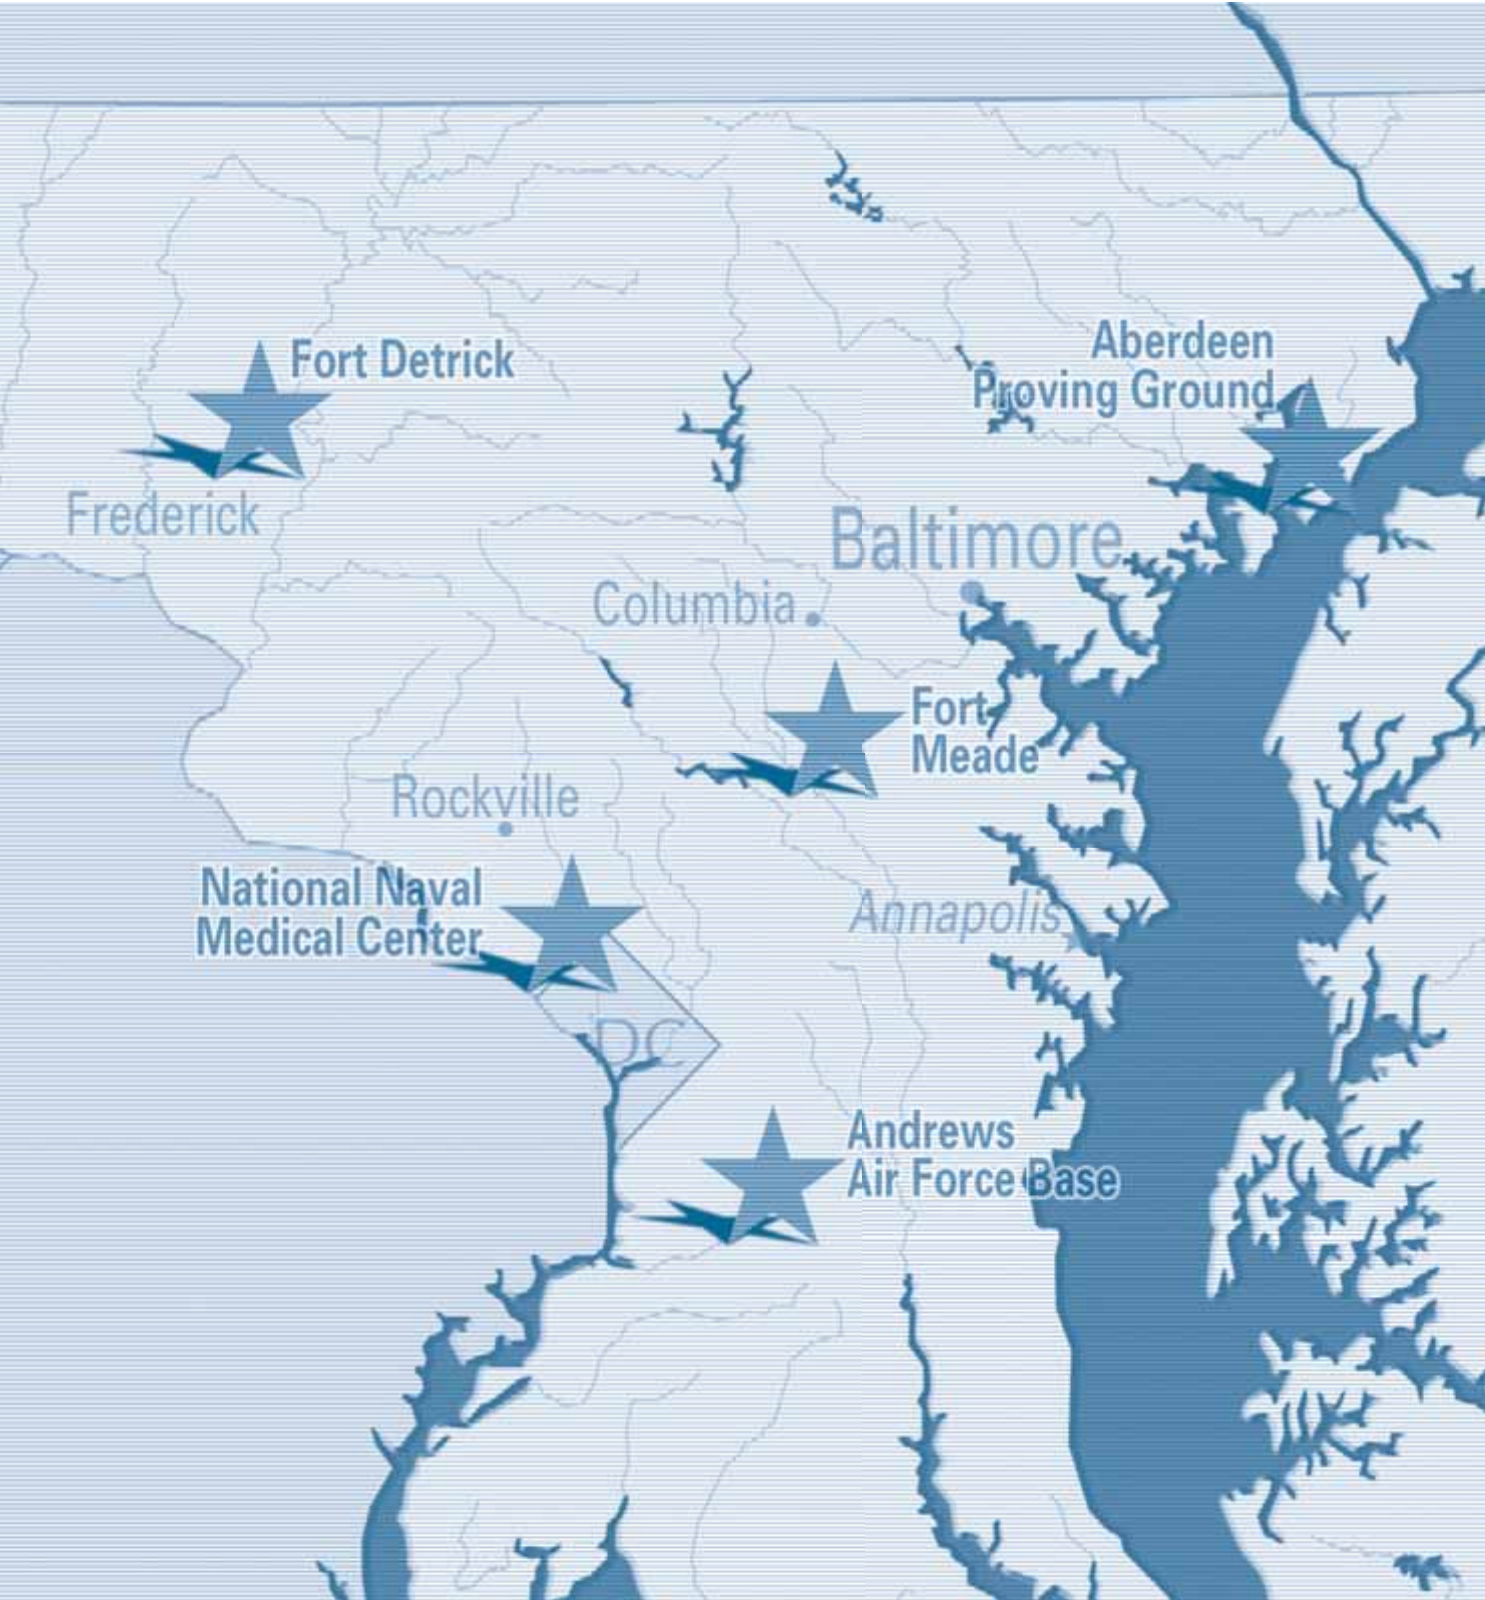 Fort Detrick
Aberdeen
Proving Ground
Frederick
Baltimore
Columbia
Fort
Meade
Rockville
National Naval
Medical Center
Annapolis
DC
Andrews
Air Force Base